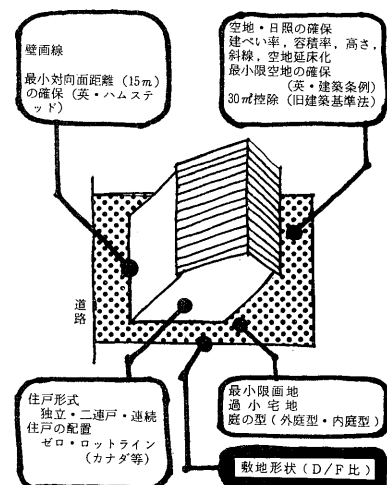 壁画線
最小対向面距離(15m)
の確保(英・ハムステ
ッド)
空地・日照の確保
建ぺい率,容積率,高さ,
斜線,空地延床化
最小限空地の確保
(英・建築条例)
30㎡控除(旧建築基準法)
道路
住戸形式
独立・二連戸・連続
住戸の配置
ゼロ・ロットライン
(カナダ等)
最小限画地
過小宅地
庭の型(外庭型・内庭型)
敷地形状(D/F比)